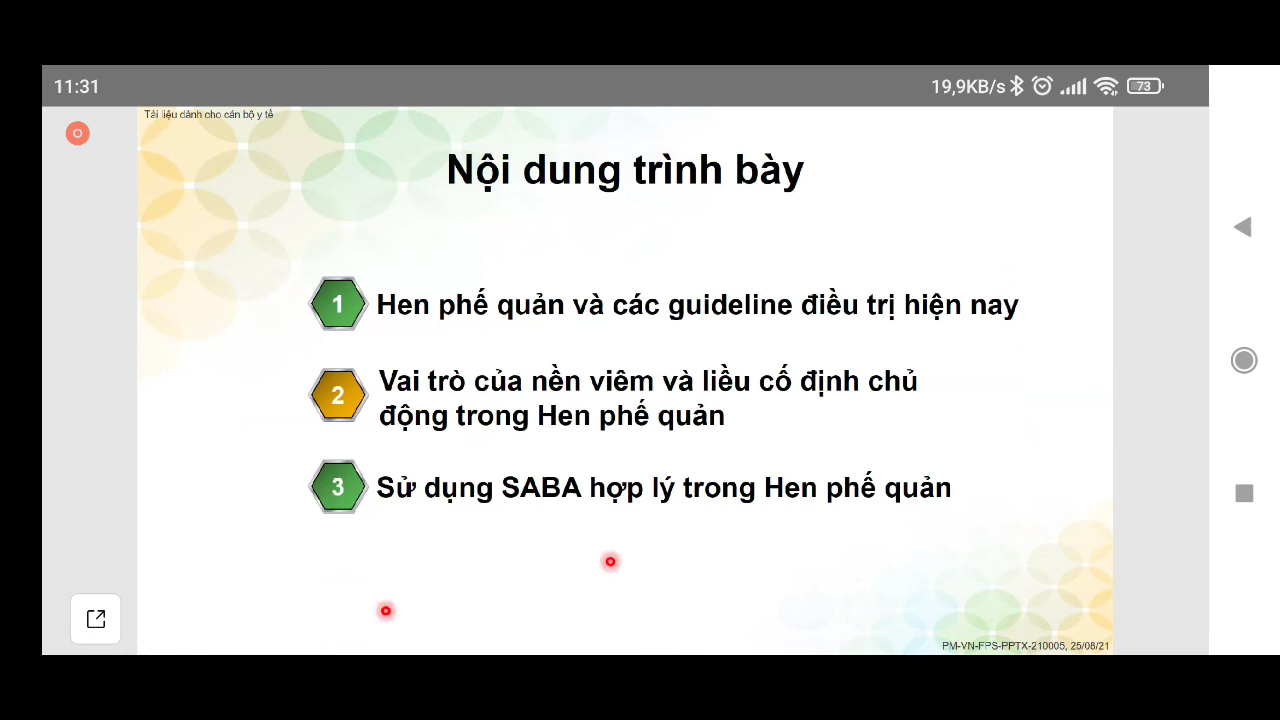 11:31
19,9KB/s
73
Tài liệu dành cho cán bộ y tế
Nội dung trình bày
1 Hen phế quản và các guideline điều trị hiện nay
2 Vai trò của nền viêm và liều cố định chủ
động trong Hen phế quản
3 Sử dụng SABA hợp lý trong Hen phế quản
PM-VN-FPS-PPTX-210005, 25/08/21